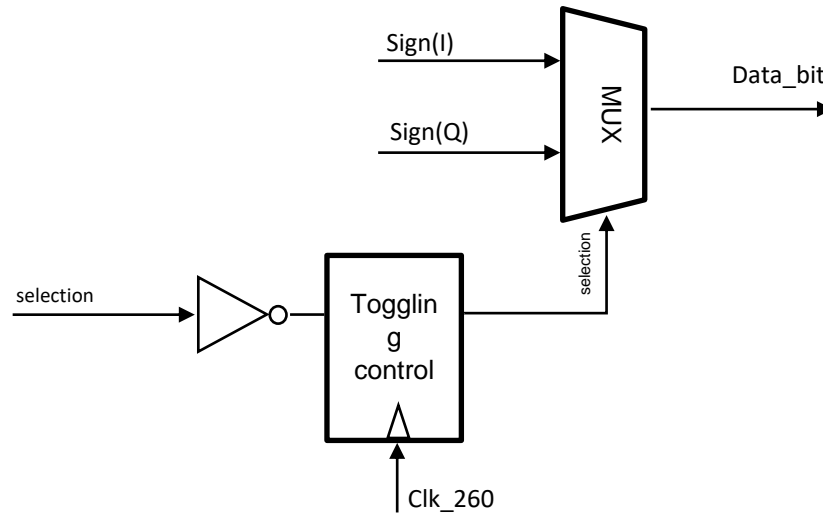 Sign(I)
Data_bit
MUX
Sign(Q)
selection
selection
Togglin
g
control
Clk_260